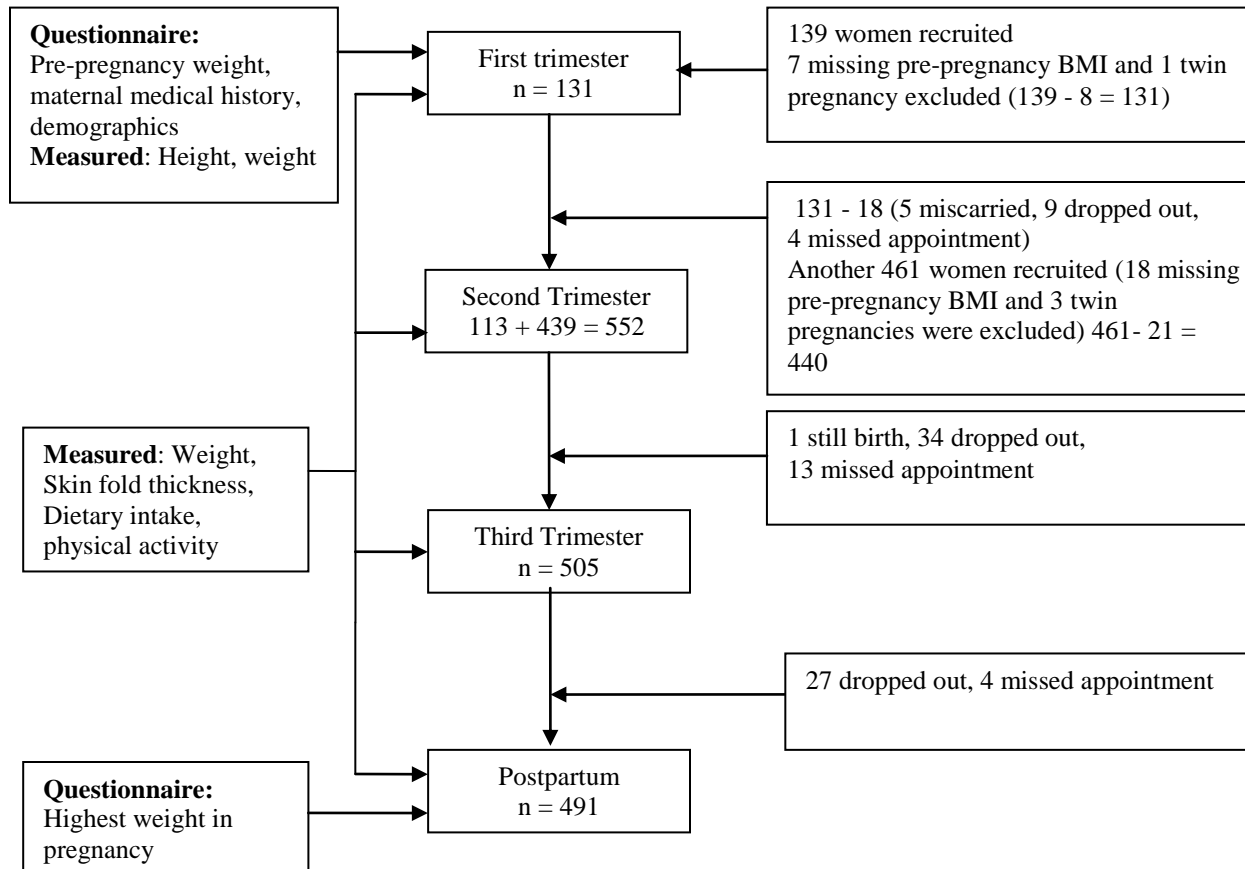 Questionnaire:
Pre-pregnancy weight,
maternal medical history,
demographics
Measured: Height, weight
First trimester
n = 131
139 women recruited
7 missing pre-pregnancy BMI and 1 twin
pregnancy excluded (139 - 8 = 131)
131 - 18 (5 miscarried, 9 dropped out,
4 missed appointment)
Another 461 women recruited (18 missing
pre-pregnancy BMI and 3 twin
pregnancies were excluded) 461- 21 =
440
Second Trimester
113 + 439 = 552
1 still birth, 34 dropped out,
13 missed appointment
Measured: Weight,
Skin fold thickness,
Dietary intake,
physical activity
Third Trimester
n = 505
27 dropped out, 4 missed appointment
Postpartum
n = 491
Questionnaire:
Highest weight in
pregnancy